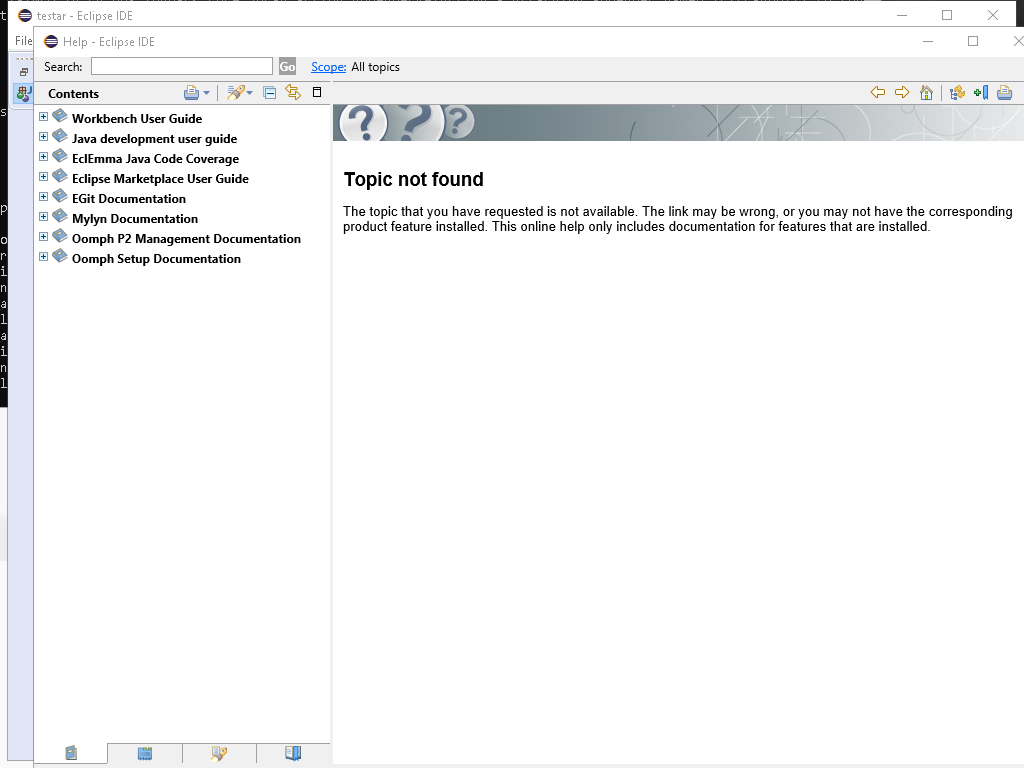 testar - Eclipse IDE
File
Help - Eclipse IDE
Search:
Go
Scope:
All topics
Contents
Workbench User Guide
Java development user guide
EclEmma Java Code Coverage
Eclipse Marketplace User Guide
EGit Documentation
Mylyn Documentation
Oomph P2 Management Documentation
Oomph Setup Documentation
Topic not found
The topic that you have requested is not available. The link may be wrong, or you may not have the corresponding
product feature installed. This online help only includes documentation for features that are installed.